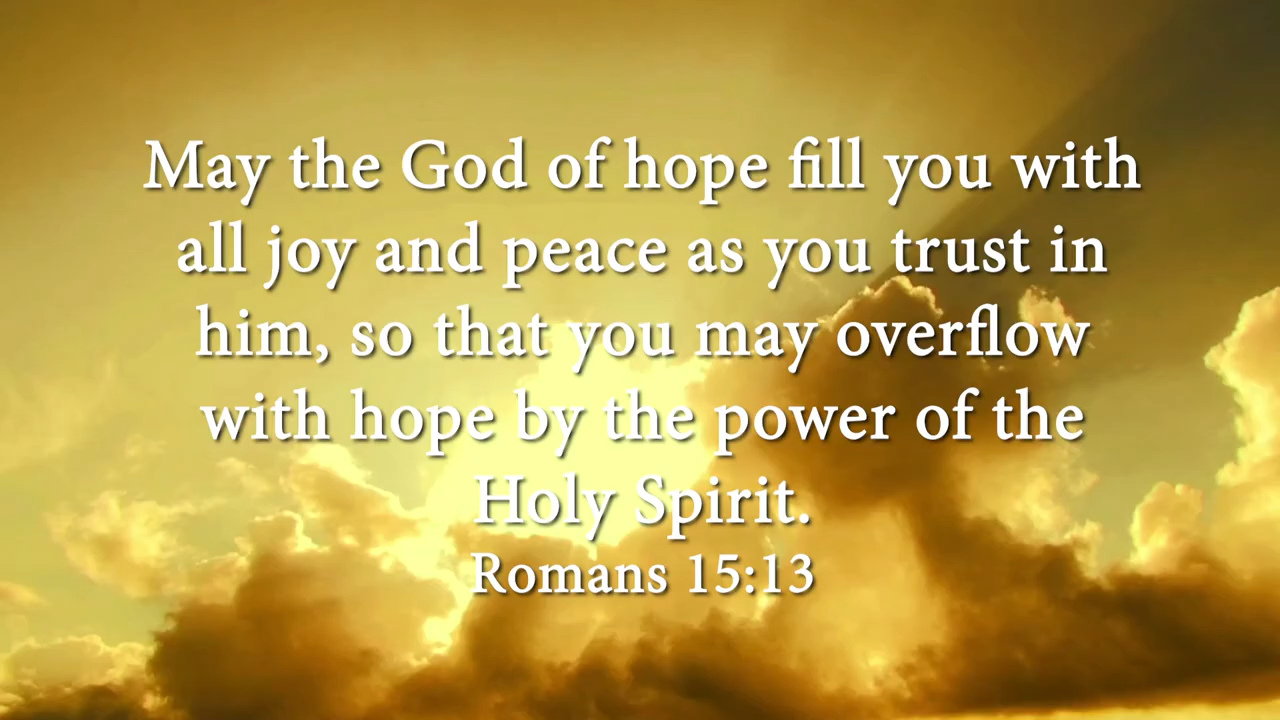 May the God of hope fill you with
all joy and peace as you trust in
him, so that you may overflow
with hope by the power of the
Holy Spirit.
Romans 15:13